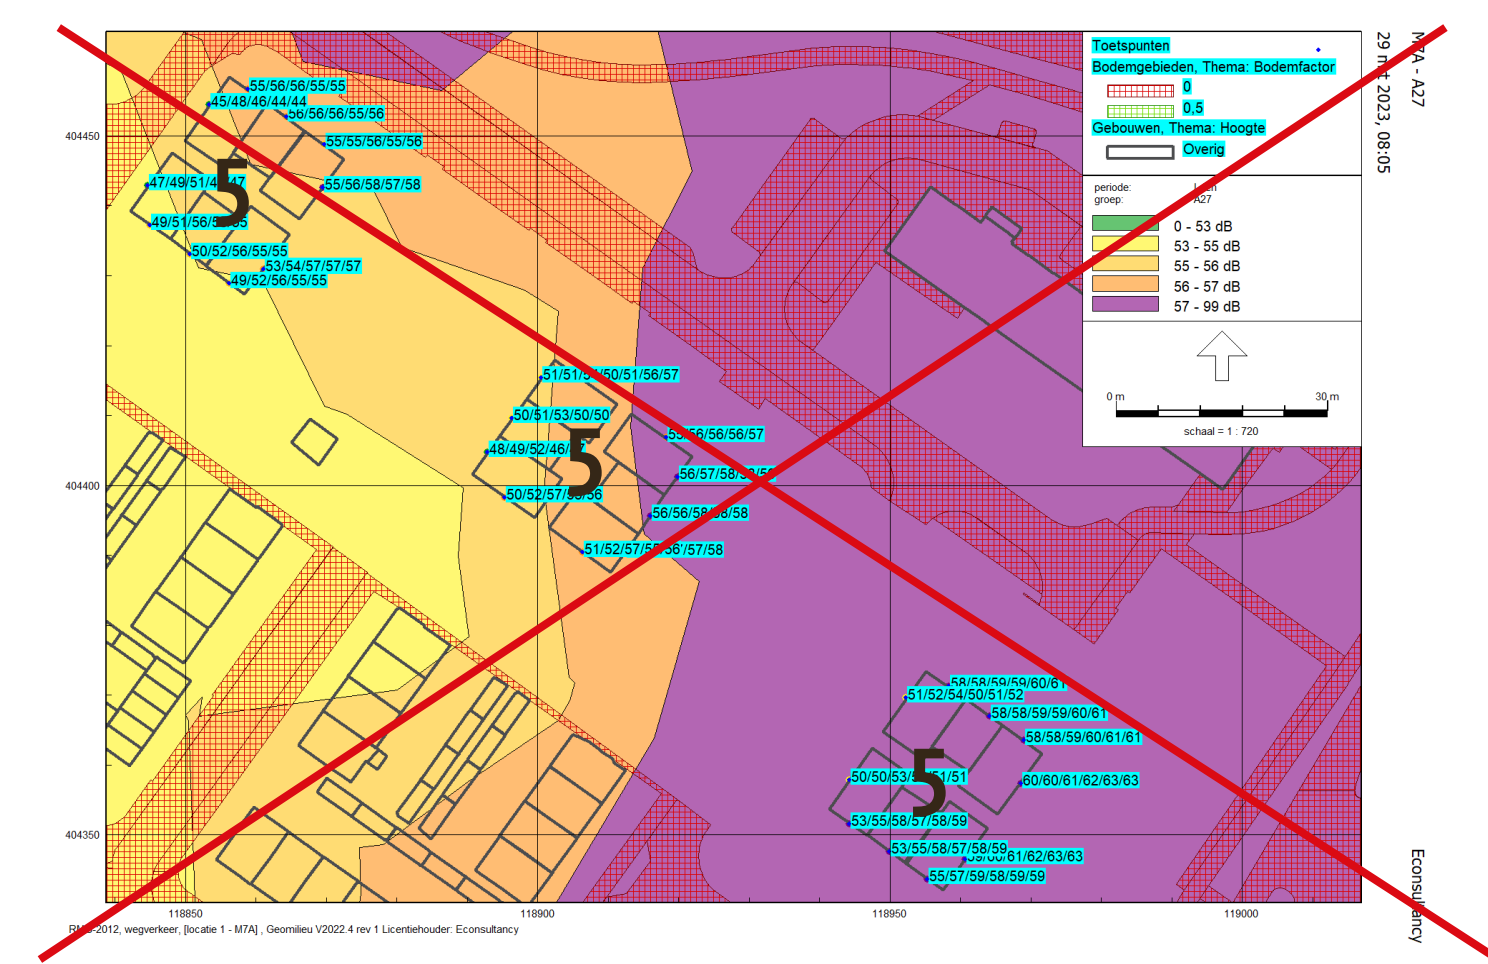 Toetspunten
Bodemgebieden, Thema: Bodemfactor
0
0,5
Gebouwen, Thema: Hoogte
Overig
periode:
groep: A27
0 - 53 dB
53 - 55 dB
55 - 56 dB
56 - 57 dB
57 - 99 dB
0 m 30 m
schaal = 1 : 720
M7A - A27
29 mrt 2023, 08:05
Econsultancy
404450
404400
404350
55/56/56/55/55
45/48/46/44/44
56/56/56/55/56
55/55/56/55/56
55/56/58/57/58
5
50/52/56/55/55
53/54/57/57/57
49/52/56/55/55
50/51/53/50/50
5
56/56/58/58/58
5
58/58/59/59/60/61
51/52/54/50/51/52
58/58/59/59/60/61
58/58/59/60/61/61
60/60/61/62/63/63
53/55/58/57/58/59
53/55/58/57/58/59
55/57/59/58/59/59
118850 118900 118950 119000
2012, wegverkeer, [locatie 1 - M7A] , Geomilieu V2022.4 rev 1 Licentiehouder: Econsultancy